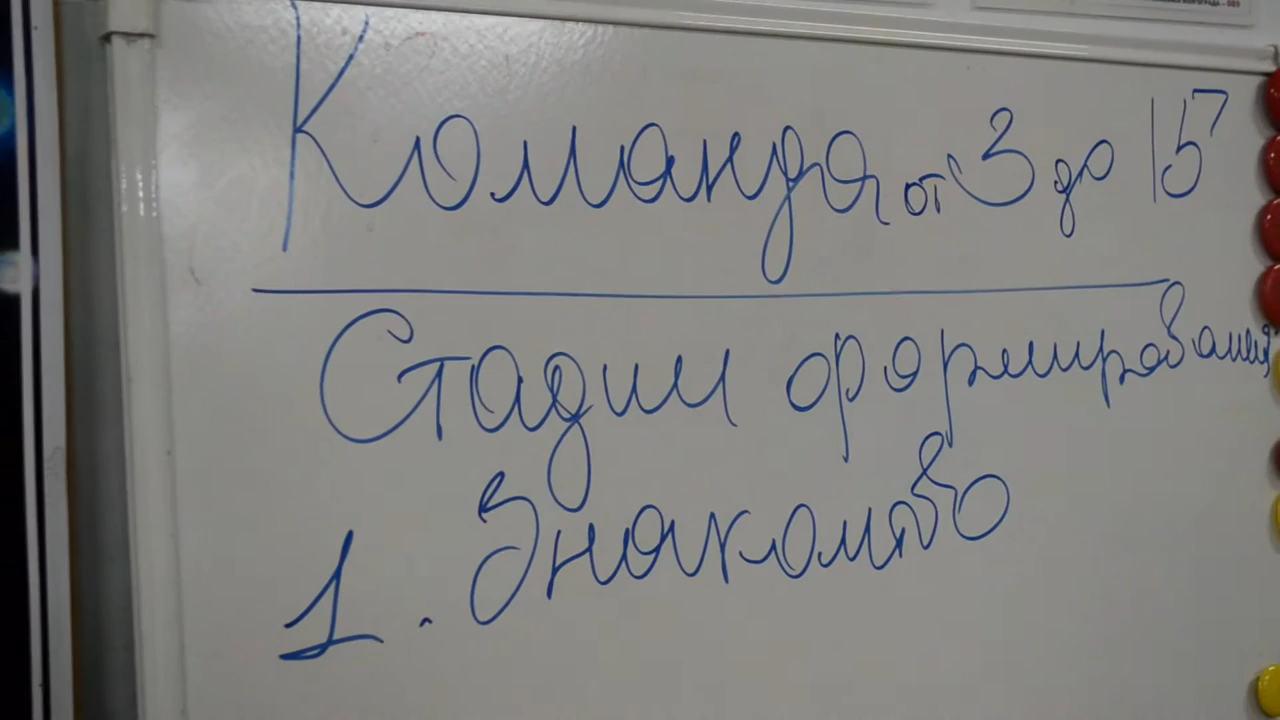 Команда от 3 до 15
Стадии формирования
1. Знакомство